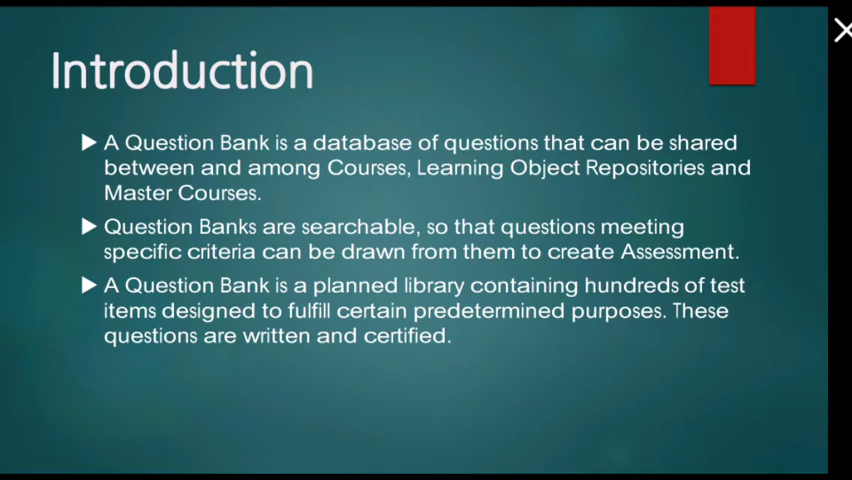 Introduction
A Question Bank is a database of questions that can be shared
between and among Courses, Learning Object Repositories and
Master Courses.
Question Banks are searchable, so that questions meeting
specific criteria can be drawn from them to create Assessment.
A Question Bank is a planned library containing hundreds of test
items designed to fulfill certain predetermined purposes. These
questions are written and certified.